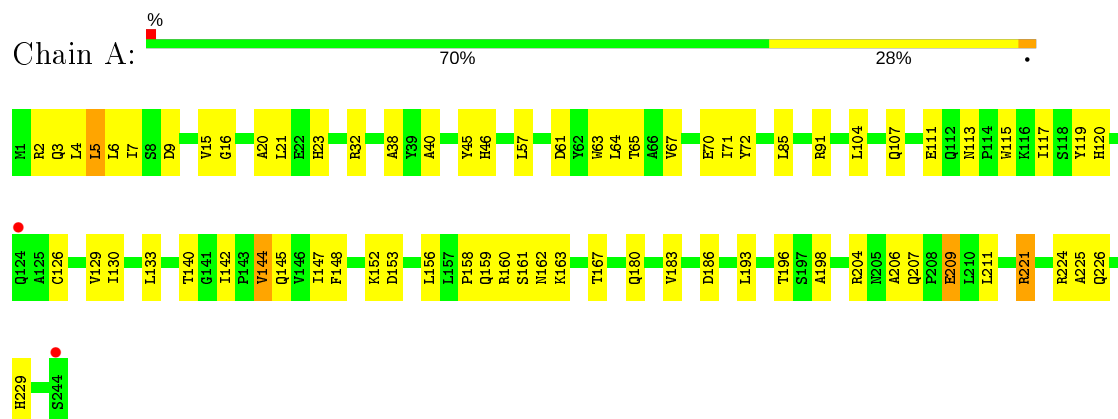 %
Chain A:
70% 28% •
M1 R2 Q3 L4 L5 L6 I7 S8 D9 V15 G16 A20 L21 E22 H23 R32 A38 Y39 A40 Y45 H46 L57 D61 Y62 W63 L64 T65 A66 V67 E70 I71 Y72 L85 R91 L104 Q107 E111 Q112 N113 P114 W115 K116 I117 S118 Y119 H120
Q124 A125 C126 V129 I130 L133 T140 G141 I142 P143 V144 Q145 V146 I147 F148 K152 D153 L156 L157 P158 Q159 R160 S161 N162 K163 T167 Q180 V183 D186 L193 T196 S197 A198 R204 N205 A206 Q207 P208 E209 L210 L211 R221 R224 A225 Q226
H229 S244